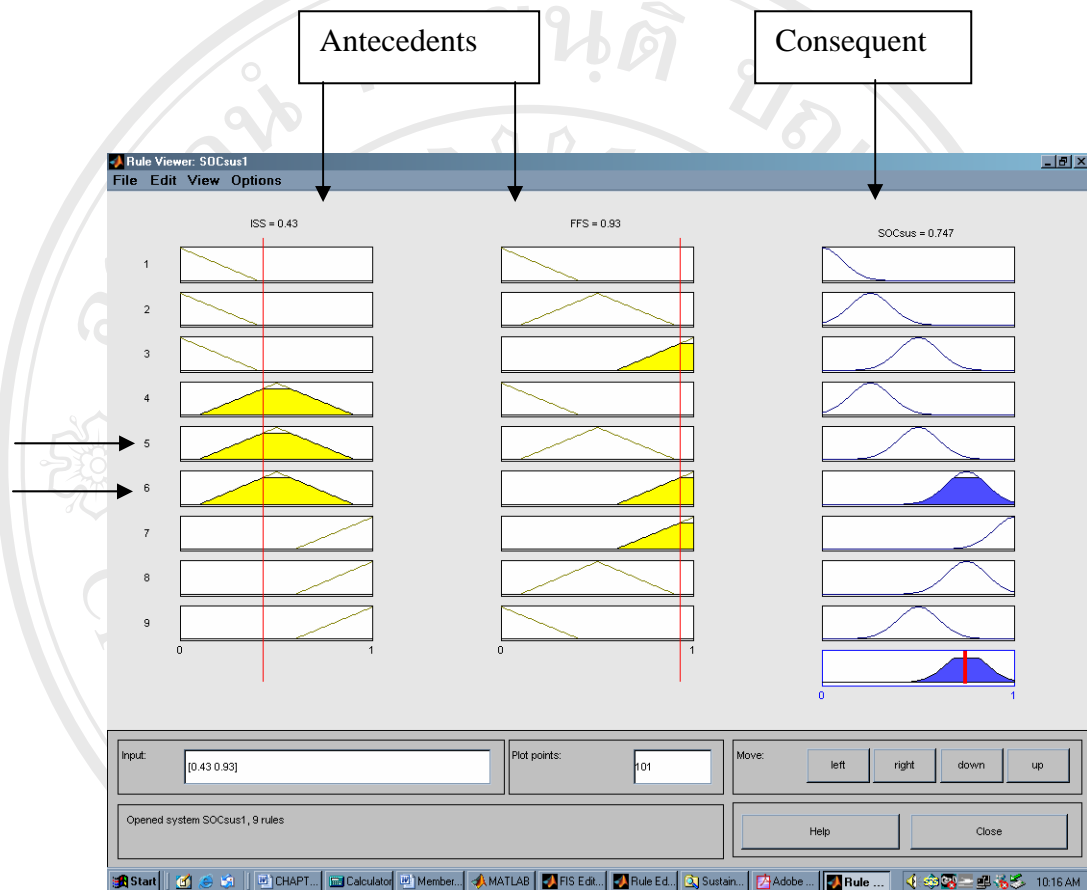 Antecedents
Consequent
Rule Viewer: SOCsus1
File Edit View Options
ISS = 0.43
FFS = 0.93
SOCsus = 0.747
1
2
3
4
5
6
7
8
9
0 1
0 1
0 1
Input:
[0.43 0.93]
Plot points:
101
Move:
left
right
down
up
Opened system SOCsus1, 9 rules
Help
Close
Start
CHAPT...
Calculator
Member...
MATLAB
FIS Edit...
Rule Ed...
Sustain...
Adobe ...
Rule ...
10:16 AM